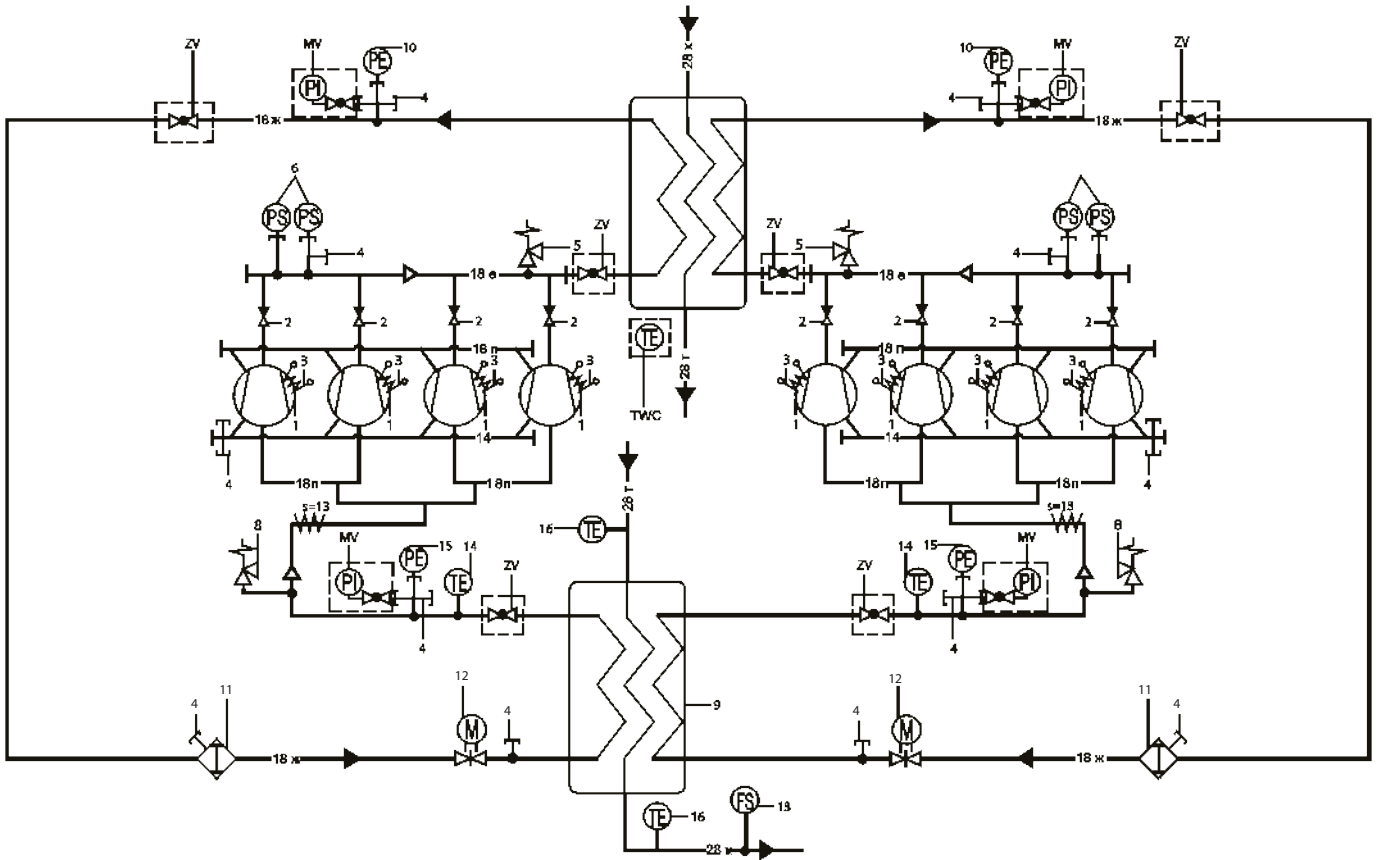 28 x
ZV MV PE 10 PI 4
10 PE MV PI 4 ZV
18 ж
18 ж
6
PS PS 4
5 ZV
ZV 5
PS PS 4
18 в
18 в
2 2 2 2
2 2 2 2
18 п
18 п
TE
28 т
3 3 3 3
3 3 3 3
TWC
1 1 1 1
1 1 1 1
14
14
4
4
18п 18п
18п 18п
28 т
s=13
s=13
16 TE
8 MV PE 15 14 ZV
ZV 14 15 PE MV 8
PI TE
TE PI
4
4
4 11 12 4
4 12 11 4
9
M
M
18 ж
18 ж
TE 16 FS 13
28